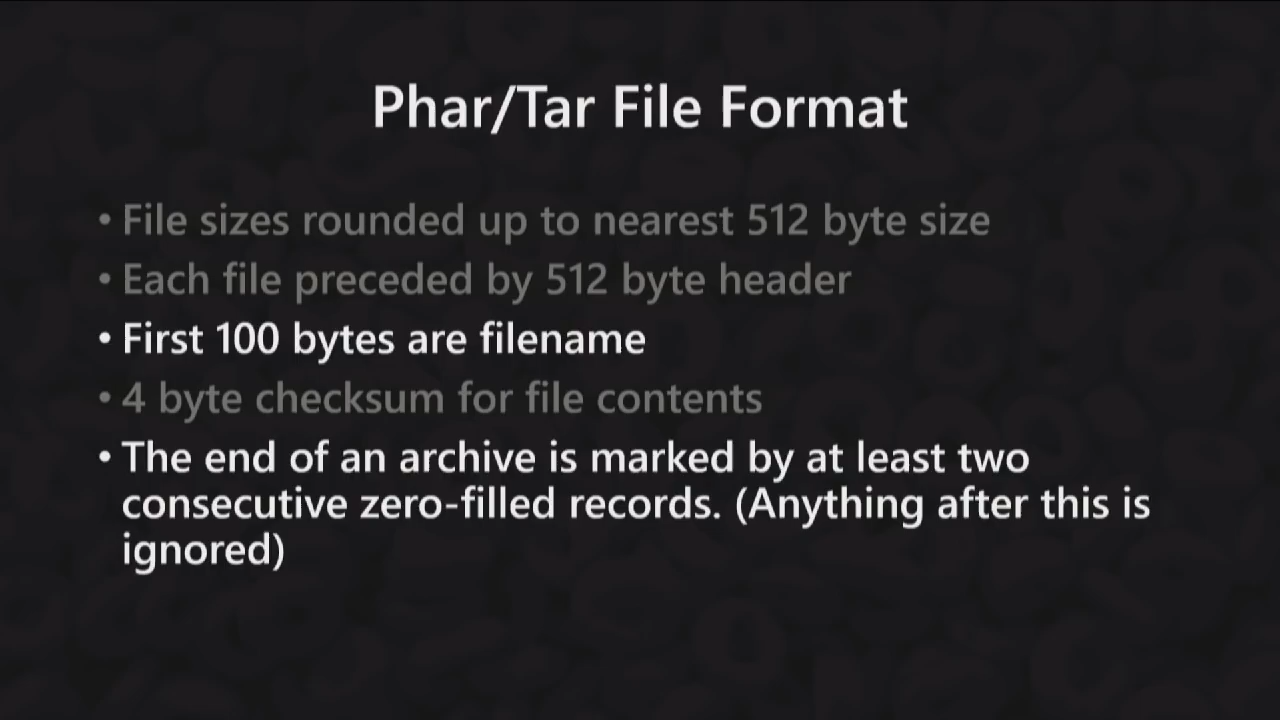 Phar/Tar File Format
• File sizes rounded up to nearest 512 byte size
• Each file preceded by 512 byte header
• First 100 bytes are filename
• 4 byte checksum for file contents
• The end of an archive is marked by at least two
consecutive zero-filled records. (Anything after this is
ignored)